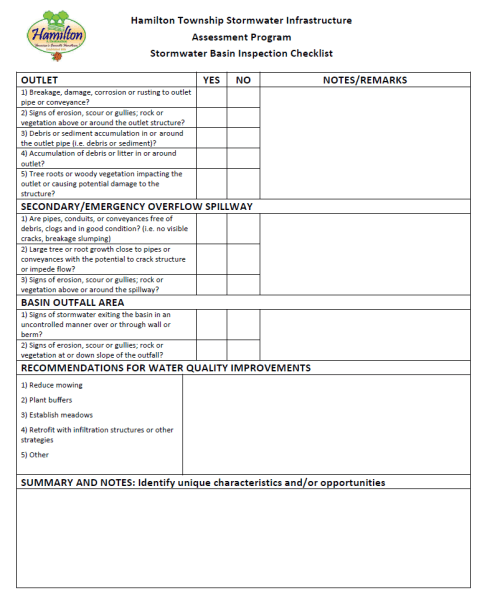 Hamilton Township Stormwater Infrastructure
Assessment Program
Stormwater Basin Inspection Checklist
Hamilton
OUTLET YES NO NOTES/REMARKS
1) Breakage, damage, corrosion or rusting to outlet
pipe or conveyance?
2) Signs of erosion, scour or gullies; rock or
vegetation above or around the outlet structure?
3) Debris or sediment accumulation in or around
the outlet pipe (i.e. debris or sediment)?
4) Accumulation of debris or litter in or around
outlet?
5) Tree roots or woody vegetation impacting the
outlet or causing potential damage to the
structure?
SECONDARY/EMERGENCY OVERFLOW SPILLWAY
1) Are pipes, conduits, or conveyances free of
debris, clogs and in good condition? (i.e. no visible
cracks, breakage slumping)
2) Large tree or root growth close to pipes or
conveyances with the potential to crack structure
or impede flow?
3) Signs of erosion, scour or gullies; rock or
vegetation above or around the spillway?
BASIN OUTFALL AREA
1) Signs of stormwater exiting the basin in an
uncontrolled manner over or through wall or
berm?
2) Signs of erosion, scour or gullies; rock or
vegetation at or down slope of the outfall?
RECOMMENDATIONS FOR WATER QUALITY IMPROVEMENTS
1) Reduce mowing
2) Plant buffers
3) Establish meadows
4) Retrofit with infiltration structures or other
strategies
5) Other
SUMMARY AND NOTES: Identify unique characteristics and/or opportunities